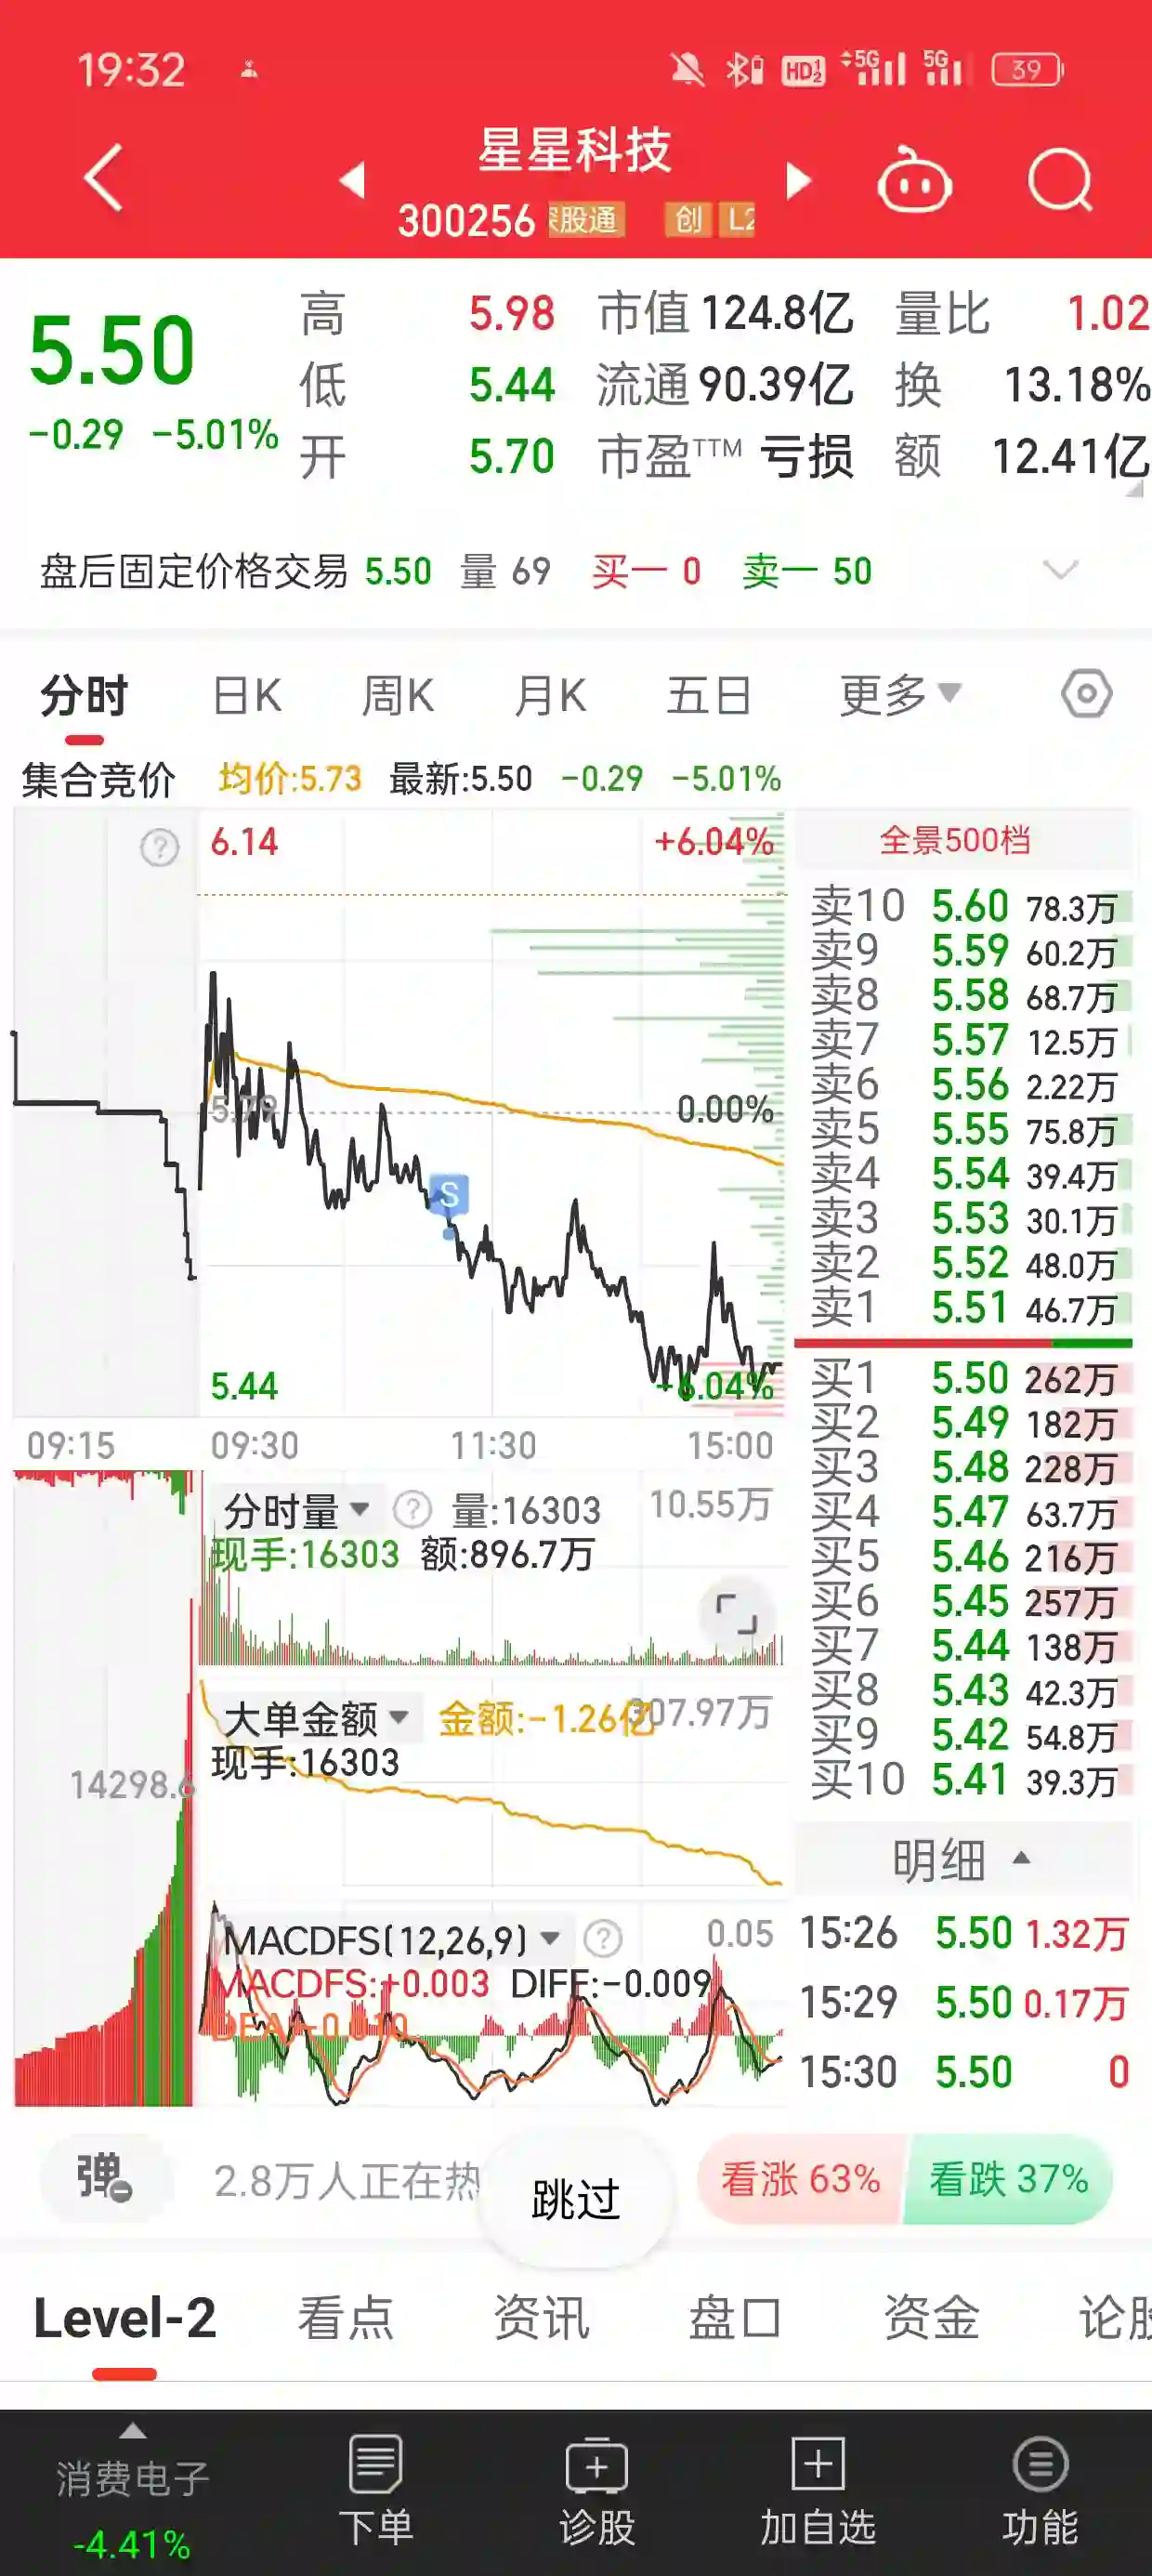 19:32 HD 1 2 5G 5G 39
星星科技
300256 股通 创 L2
5.50 高 5.98 市值 124.8亿 量比 1.02
低 5.44 流通 90.39亿 换 13.18%
-0.29 -5.01% 开 5.70 市盈TTM 亏损 额 12.41亿
盘后固定价格交易 5.50 量 69 买一 0 卖一 50
分时 日K 周K 月K 五日 更多
集合竞价 均价:5.73 最新:5.50 -0.29 -5.01%
6.14 +6.04%
5.79 0.00%
S
5.44 -6.04%
09:15 09:30 11:30 15:00
全景500档
卖10 5.60 78.3万
卖9 5.59 60.2万
卖8 5.58 68.7万
卖7 5.57 12.5万
卖6 5.56 2.22万
卖5 5.55 75.8万
卖4 5.54 39.4万
卖3 5.53 30.1万
卖2 5.52 48.0万
卖1 5.51 46.7万
买1 5.50 262万
买2 5.49 182万
买3 5.48 228万
买4 5.47 63.7万
买5 5.46 216万
买6 5.45 257万
买7 5.44 138万
买8 5.43 42.3万
买9 5.42 54.8万
买10 5.41 39.3万
分时量 ? 量:16303 10.55万
现手:16303 额:896.7万
大单金额 金额:-1.26亿 07.97万
现手:16303
14298.6
MACDFS(12,26,9) ? 0.05
MACDFS:+0.003 DIFF:-0.009
DEA:-0.010
明细
15:26 5.50 1.32万
15:29 5.50 0.17万
15:30 5.50 0
弹 2.8万人正在热 跳过 看涨 63% 看跌 37%
Level-2 看点 资讯 盘口 资金 论股
消费电子 下单 诊股 加自选 功能
-4.41%